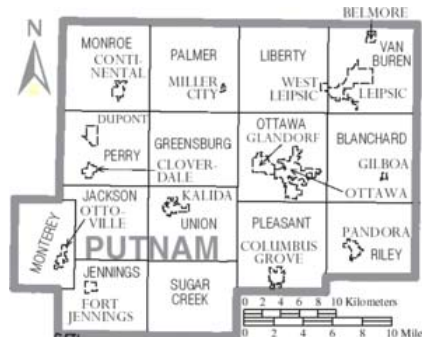 BELMORE
N
MONROE
CONTI-
NENTAL
PALMER
MILLER
CITY
LIBERTY
WEST
LEIPSIC
VAN
BUREN
LEIPSIC
DUPONT
PERRY
GREENSBURG
CLOVER-
DALE
OTTAWA
GLANDORF
BLANCHARD
GILBOA
OTTAWA
JACKSON
OTTO-
VILLE
KALIDA
UNION
MONTEREY
PUTNAM
PLEASANT
COLUMBUS
GROVE
PANDORA
RILEY
JENNINGS
FORT
JENNINGS
SUGAR
CREEK
0 2 4 6 8 10 Kilometers
0 2 4 6 8 10 Mile